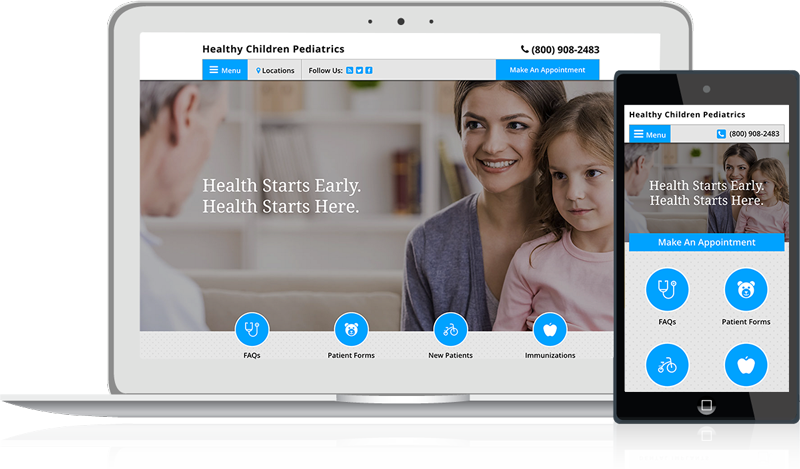 Healthy Children Pediatrics
(800) 908-2483
Menu
Locations
Follow Us:
Make An Appointment
Health Starts Early.
Health Starts Here.
FAQs
Patient Forms
New Patients
Immunizations
Healthy Children Pediatrics
Menu
(800) 908-2483
Health Starts Early.
Health Starts Here.
Make An Appointment
FAQs
Patient Forms